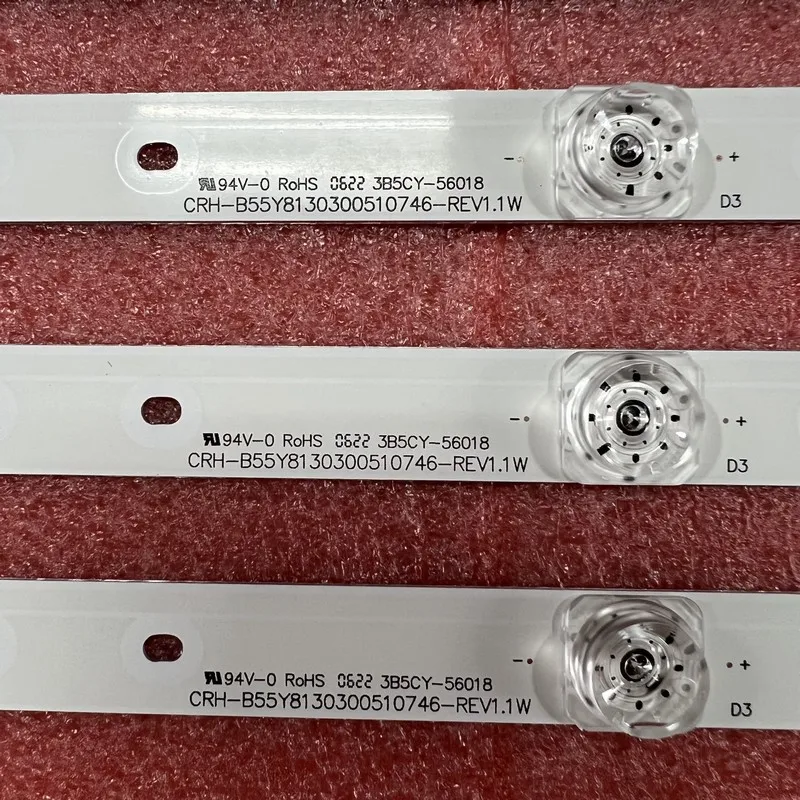 94V-0 RoHS 0622 3B5CY-56018
CRH-B55Y8130300510746-REV1.1W
- +
D3
94V-0 RoHS 0622 3B5CY-56018
CRH-B55Y8130300510746-REV1.1W
- +
D3
94V-0 RoHS 0622 3B5CY-56018
CRH-B55Y8130300510746-REV1.1W
- +
D3